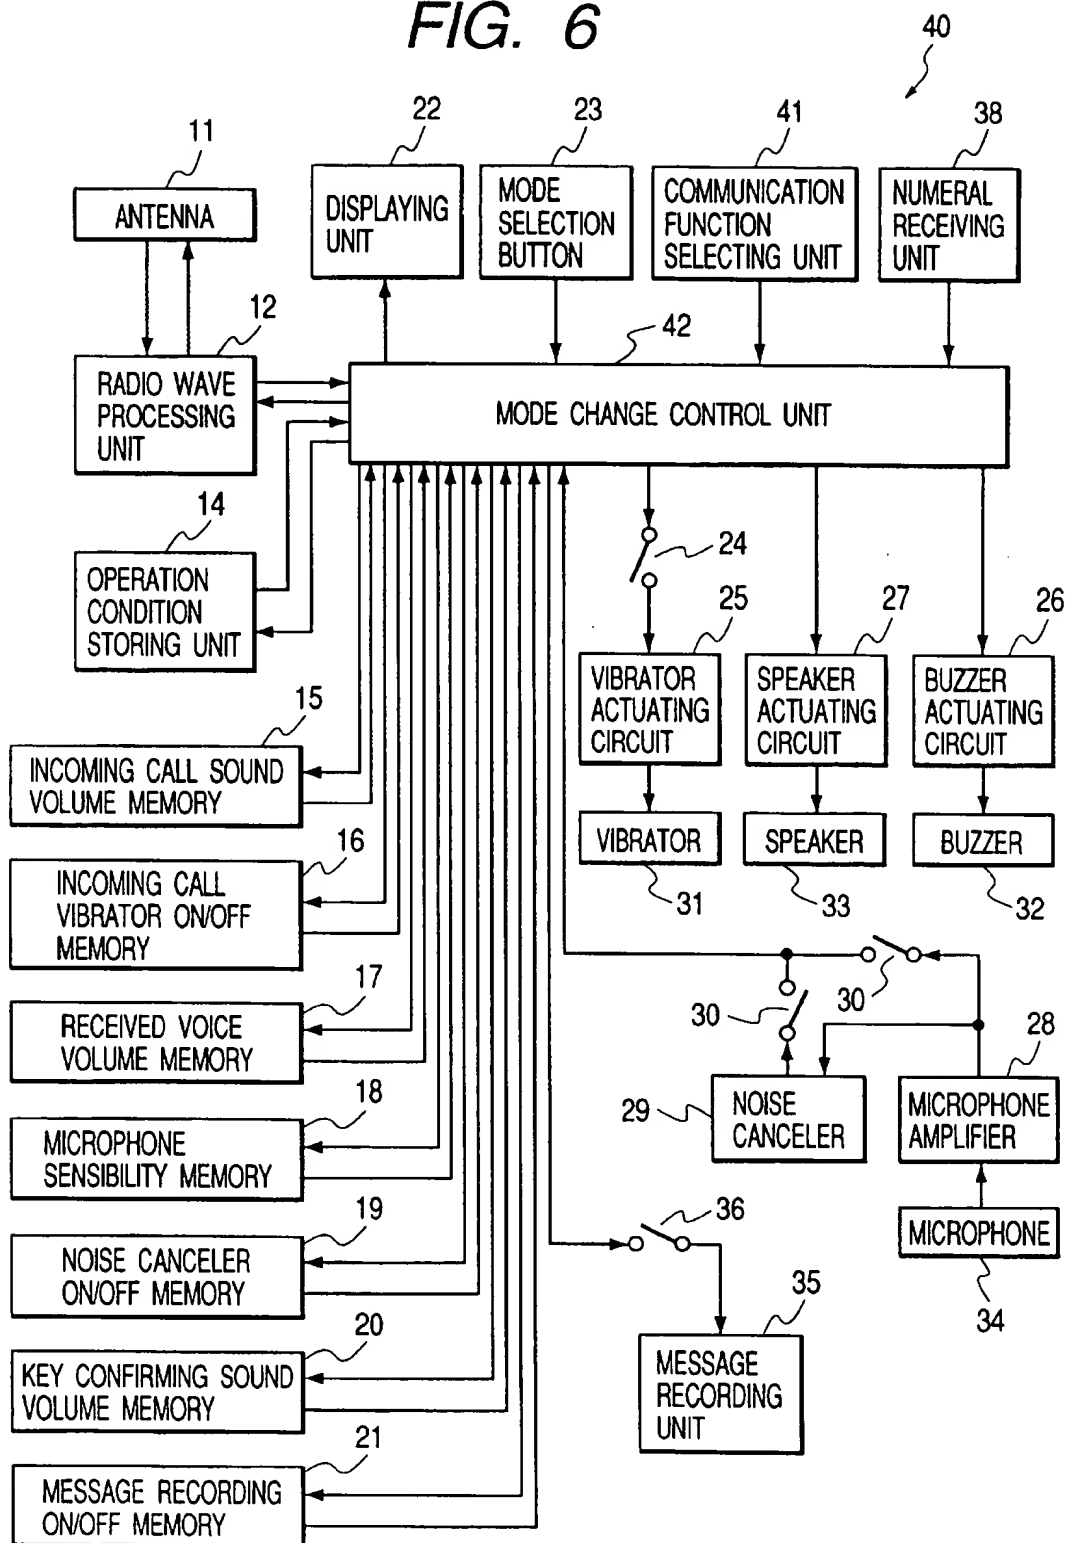 FIG. 6
40
11
22
23
41
38
ANTENNA
DISPLAYING
UNIT
MODE
SELECTION
BUTTON
COMMUNICATION
FUNCTION
SELECTING UNIT
NUMERAL
RECEIVING
UNIT
12
42
RADIO WAVE
PROCESSING
UNIT
MODE CHANGE CONTROL UNIT
14
OPERATION
CONDITION
STORING UNIT
24
25
27
26
VIBRATOR
ACTUATING
CIRCUIT
SPEAKER
ACTUATING
CIRCUIT
BUZZER
ACTUATING
CIRCUIT
15
INCOMING CALL SOUND
VOLUME MEMORY
VIBRATOR
SPEAKER
BUZZER
31
33
32
16
INCOMING CALL
VIBRATOR ON/OFF
MEMORY
30
30
17
RECEIVED VOICE
VOLUME MEMORY
28
29
NOISE
CANCELER
MICROPHONE
AMPLIFIER
18
MICROPHONE
SENSIBILITY MEMORY
36
MICROPHONE
34
19
NOISE CANCELER
ON/OFF MEMORY
35
MESSAGE
RECORDING
UNIT
20
KEY CONFIRMING SOUND
VOLUME MEMORY
21
MESSAGE RECORDING
ON/OFF MEMORY